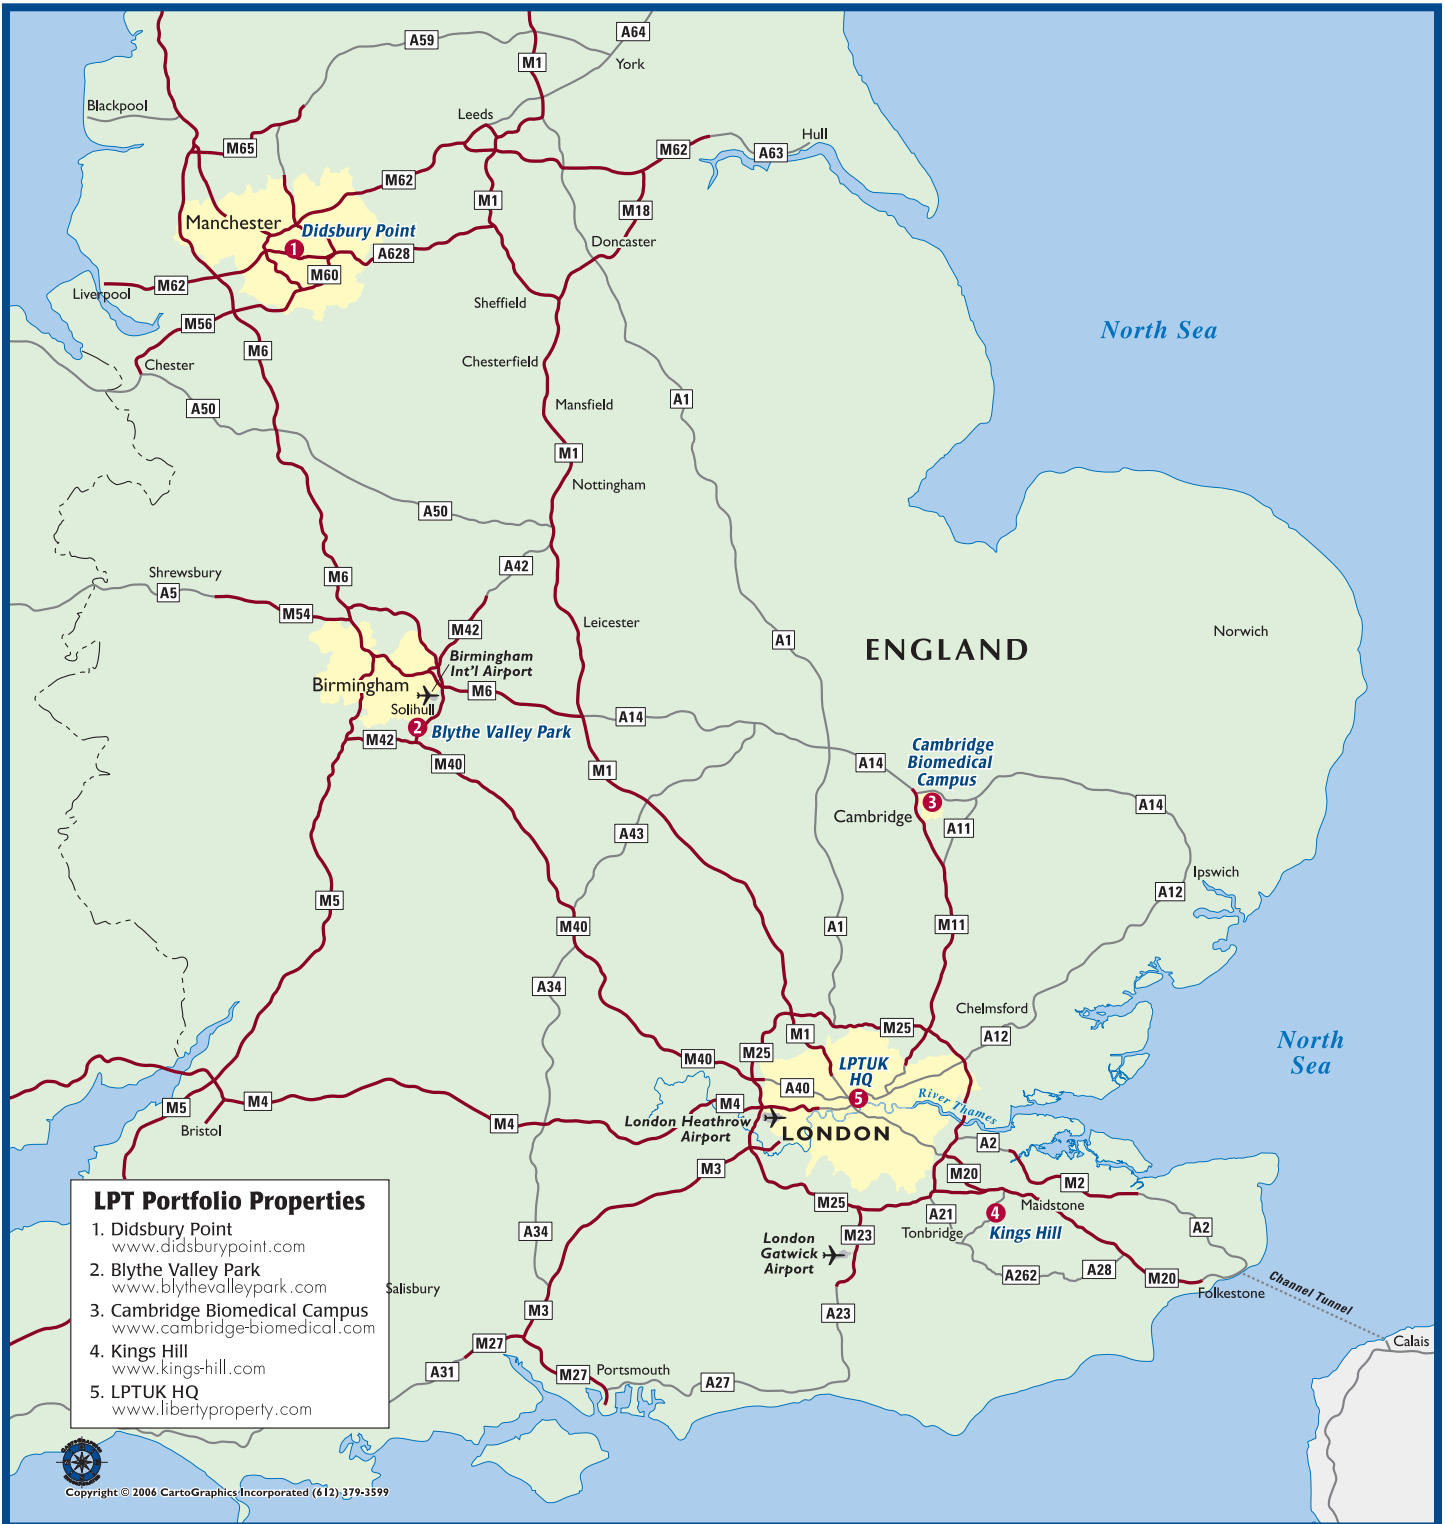 A59
A64
M1
York
Blackpool
Leeds
Hull
M65
M62
A63
M62
M1
M18
Manchester
Didsbury Point
1
Doncaster
A628
M60
M62
Liverpool
Sheffield
M56
North Sea
M6
Chester
Chesterfield
A50
A1
Mansfield
M1
Nottingham
A50
A42
Shrewsbury
M6
A5
M54
M42
Leicester
A1
ENGLAND
Norwich
Birmingham
Int'l Airport
Birmingham
M6
Solihull
A14
2
Blythe Valley Park
M42
M40
M1
A14
Cambridge
Biomedical
Campus
3
A14
Cambridge
A11
A43
Ipswich
A12
M5
M40
A1
M11
A34
Chelmsford
M1
M25
A12
North
Sea
M25
M40
LPTUK
HQ
A40
5
River Thames
M5
M4
M4
M4
London Heathrow
Airport
LONDON
Bristol
A2
M3
M20
M2
M25
A21
4
Maidstone
Tonbridge
Kings Hill
A2
A34
London
Gatwick
Airport
M23
A262
A28
M20
Folkestone
Channel Tunnel
Calais
Salisbury
M3
A23
M27
A31
M27
Portsmouth
A27
LPT Portfolio Properties
1. Didsbury Point
www.didsburypoint.com
2. Blythe Valley Park
www.blythevalleypark.com
3. Cambridge Biomedical Campus
www.cambridge-biomedical.com
4. Kings Hill
www.kings-hill.com
5. LPTUK HQ
www.libertyproperty.com
Copyright © 2006 CartoGraphics Incorporated (612) 379-3599